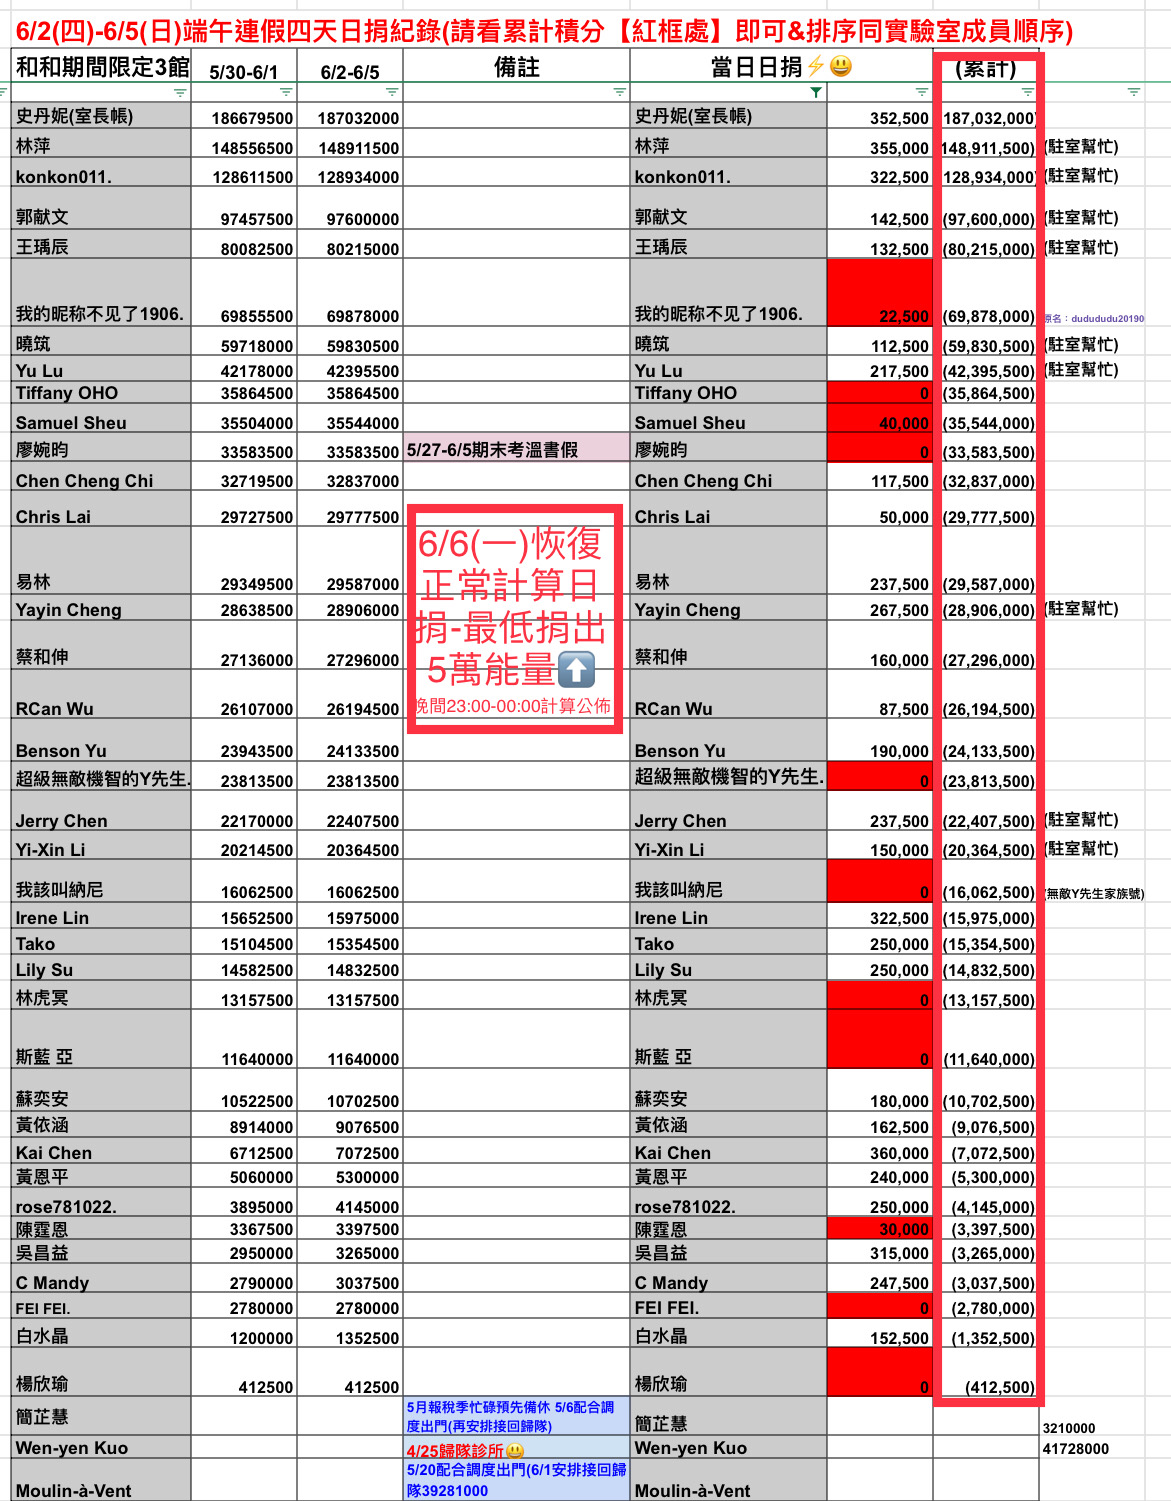 6/2(四)-6/5(日)端午連假四天日捐紀錄(請看累計積分【紅框處】即可&排序同實驗室成員順序)
和和期間限定3館 5/30-6/1 6/2-6/5 備註 當日日捐⚡😃 (累計)
史丹妮(室長帳) 186679500 187032000 史丹妮(室長帳) 352,500 187,032,000)
林萍 148556500 148911500 林萍 355,000 148,911,500) (駐室幫忙)
konkon011. 128611500 128934000 konkon011. 322,500 128,934,000) (駐室幫忙)
郭献文 97457500 97600000 郭献文 142,500 (97,600,000) (駐室幫忙)
王瑀辰 80082500 80215000 王瑀辰 132,500 (80,215,000) (駐室幫忙)
我的昵称不见了1906. 69855500 69878000 我的昵称不见了1906. 22,500 (69,878,000) 原名：dudududu20190
曉筑 59718000 59830500 曉筑 112,500 (59,830,500) (駐室幫忙)
Yu Lu 42178000 42395500 Yu Lu 217,500 (42,395,500) (駐室幫忙)
Tiffany OHO 35864500 35864500 Tiffany OHO 0 (35,864,500)
Samuel Sheu 35504000 35544000 Samuel Sheu 40,000 (35,544,000)
廖婉昀 33583500 33583500 5/27-6/5期末考溫書假 廖婉昀 0 (33,583,500)
Chen Cheng Chi 32719500 32837000 Chen Cheng Chi 117,500 (32,837,000)
Chris Lai 29727500 29777500 Chris Lai 50,000 (29,777,500)
6/6(一)恢復
正常計算日
捐-最低捐出
5萬能量⬆️
晚間23:00-00:00計算公佈
易林 29349500 29587000 易林 237,500 (29,587,000)
Yayin Cheng 28638500 28906000 Yayin Cheng 267,500 (28,906,000) (駐室幫忙)
蔡和伸 27136000 27296000 蔡和伸 160,000 (27,296,000)
RCan Wu 26107000 26194500 RCan Wu 87,500 (26,194,500)
Benson Yu 23943500 24133500 Benson Yu 190,000 (24,133,500)
超級無敵機智的Y先生. 23813500 23813500 超級無敵機智的Y先生. 0 (23,813,500)
Jerry Chen 22170000 22407500 Jerry Chen 237,500 (22,407,500) (駐室幫忙)
Yi-Xin Li 20214500 20364500 Yi-Xin Li 150,000 (20,364,500) (駐室幫忙)
我該叫納尼 16062500 16062500 我該叫納尼 0 (16,062,500) (無敵Y先生家族號)
Irene Lin 15652500 15975000 Irene Lin 322,500 (15,975,000)
Tako 15104500 15354500 Tako 250,000 (15,354,500)
Lily Su 14582500 14832500 Lily Su 250,000 (14,832,500)
林虎冥 13157500 13157500 林虎冥 0 (13,157,500)
斯藍 亞 11640000 11640000 斯藍 亞 0 (11,640,000)
蘇奕安 10522500 10702500 蘇奕安 180,000 (10,702,500)
黃依涵 8914000 9076500 黃依涵 162,500 (9,076,500)
Kai Chen 6712500 7072500 Kai Chen 360,000 (7,072,500)
黃恩平 5060000 5300000 黃恩平 240,000 (5,300,000)
rose781022. 3895000 4145000 rose781022. 250,000 (4,145,000)
陳霆恩 3367500 3397500 陳霆恩 30,000 (3,397,500)
吳昌益 2950000 3265000 吳昌益 315,000 (3,265,000)
C Mandy 2790000 3037500 C Mandy 247,500 (3,037,500)
FEI FEI. 2780000 2780000 FEI FEI. 0 (2,780,000)
白水晶 1200000 1352500 白水晶 152,500 (1,352,500)
楊欣瑜 412500 412500 楊欣瑜 0 (412,500)
簡芷慧 5月報稅季忙碌預先備休 5/6配合調 簡芷慧 3210000
度出門(再安排接回歸隊)
Wen-yen Kuo 4/25歸隊診所😃 Wen-yen Kuo 41728000
Moulin-à-Vent 5/20配合調度出門(6/1安排接回歸 Moulin-à-Vent
隊39281000